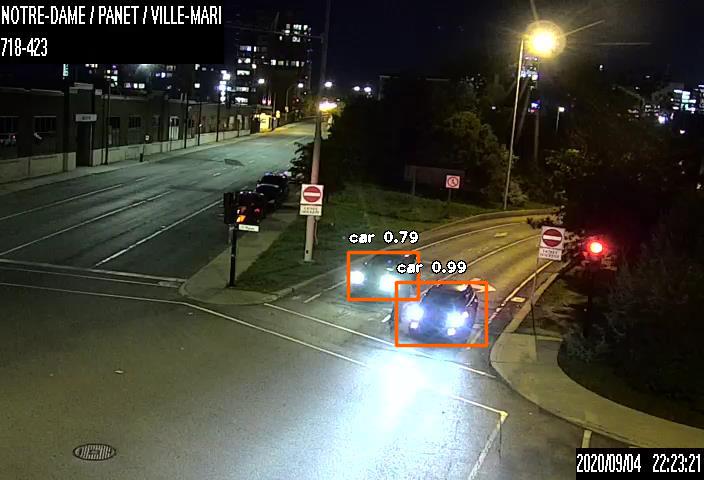 NOTRE-DAME / PANET / VILLE-MARI
718-423
car 0.79
car 0.99
2020/09/04 22:23:21